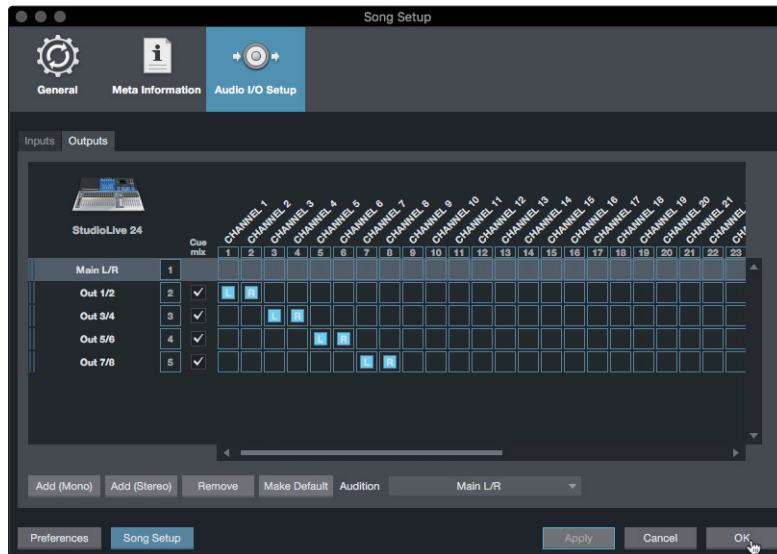 Song Setup
General
Meta Information
Audio I/O Setup
Inputs
Outputs
StudioLive 24
Cue mix
CHANNEL 1
CHANNEL 2
CHANNEL 3
CHANNEL 4
CHANNEL 5
CHANNEL 6
CHANNEL 7
CHANNEL 8
CHANNEL 9
CHANNEL 10
CHANNEL 11
CHANNEL 12
CHANNEL 13
CHANNEL 14
CHANNEL 15
CHANNEL 16
CHANNEL 17
CHANNEL 18
CHANNEL 19
CHANNEL 20
CHANNEL 21
1 2 3 4 5 6 7 8 9 10 11 12 13 14 15 16 17 18 19 20 21 22 23
Main L/R 1
Out 1/2 2 L R
Out 3/4 3 L R
Out 5/6 4 L R
Out 7/8 5 L R
Add (Mono) Add (Stereo) Remove Make Default Audition Main L/R
Preferences Song Setup Apply Cancel OK